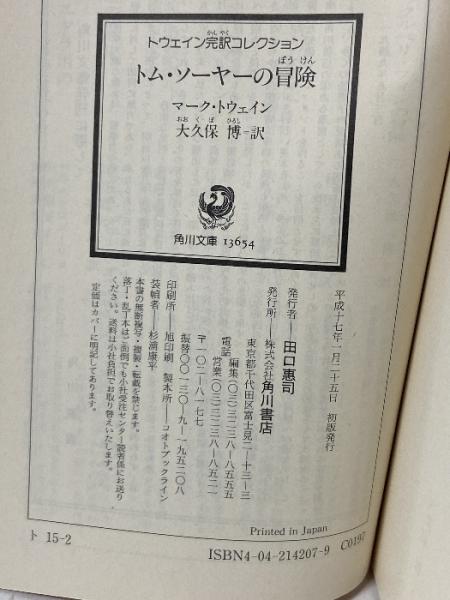 トウェイン完訳コレクション
かんやく
トム・ソーヤーの冒険
ぼうけん
マーク・トウェイン
大久保 博=訳
おおくぼ ひろし
角川文庫 13654
平成十七年一月二十五日 初版発行
発行者――田口惠司
発行所――株式会社角川書店
東京都千代田区富士見二―十三―三
電話 編集(〇三)三二三八―八五五五
営業(〇三)三二三八―八五二一
〒一〇二―八一七七
振替〇〇一三〇―九―一九五二〇八
印刷所――旭印刷 製本所――コオトブックライン
装幀者――杉浦康平
本書の無断複写・複製・転載を禁じます。
落丁・乱丁本はご面倒でも小社受注センター読者係にお送り
ください。送料は小社負担でお取り替えいたします。
定価はカバーに明記してあります。
Printed in Japan
ト 15-2
ISBN4-04-214207-9 C0197